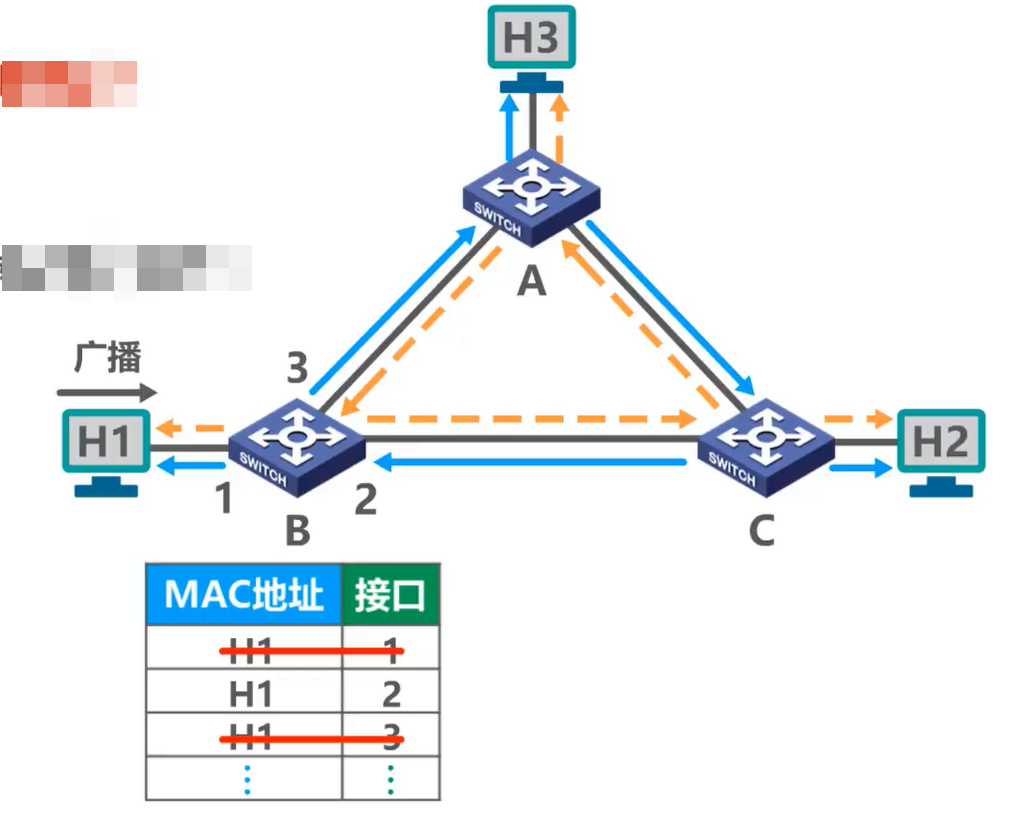 H3
SWITCH
A
广播
3
H1
SWITCH
SWITCH
H2
1
2
B
C
MAC地址 接口
H1 1
H1 2
H1 3
⋮ ⋮